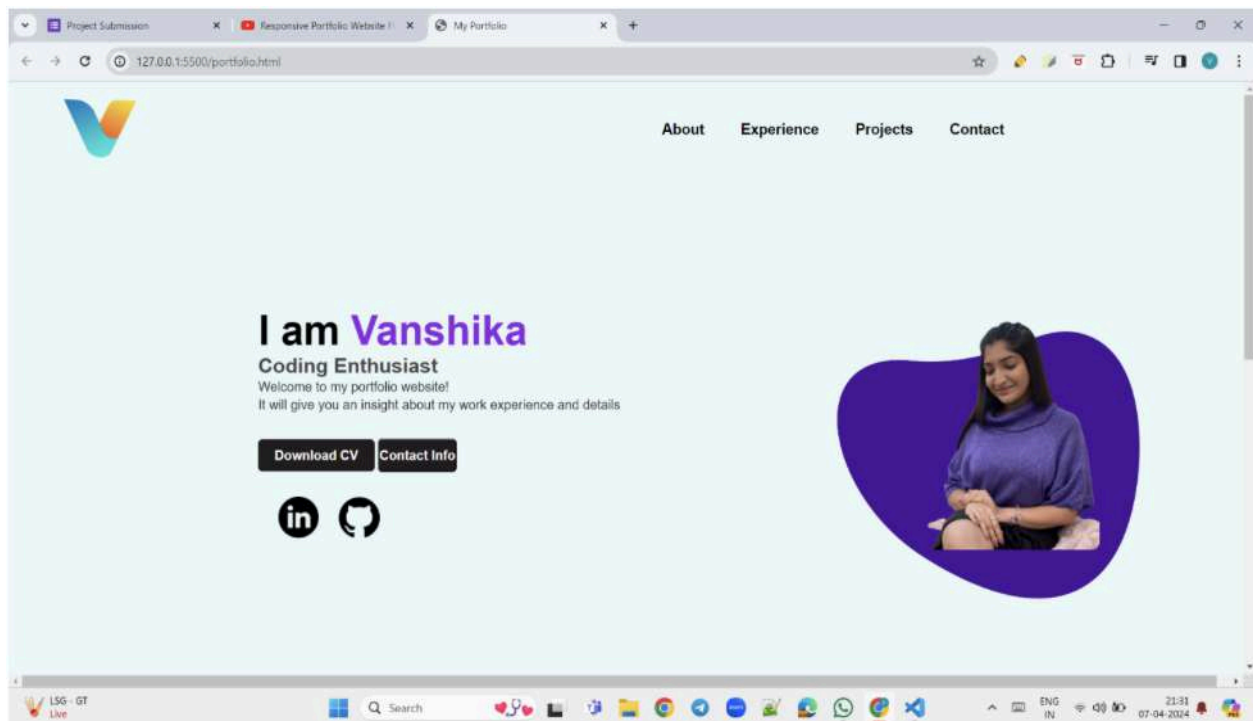 Project Submission
Responsive Portfolio Website
My Portfolio
127.0.0.1:5500/portfolio.html
About Experience Projects Contact
I am Vanshika
Coding Enthusiast
Welcome to my portfolio website!
It will give you an insight about my work experience and details
Download CV Contact Info
in
LSG - GT
Live
Search
ENG
IN
21:31
07-04-2024